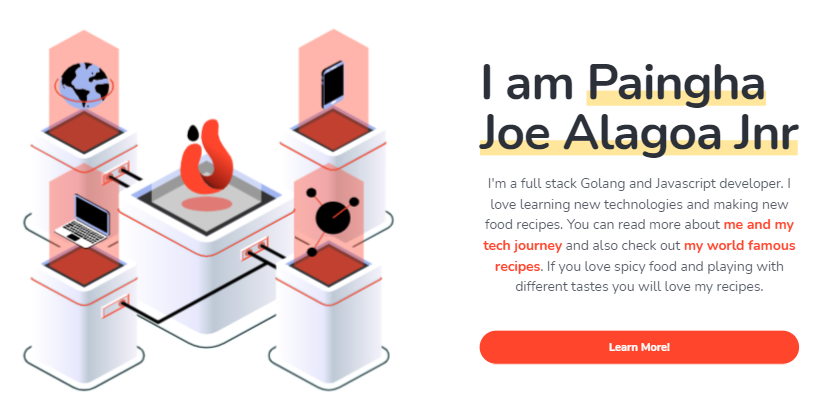 I am Paingha
Joe Alagoa Jnr
I'm a full stack Golang and Javascript developer. I
love learning new technologies and making new
food recipes. You can read more about me and my
tech journey and also check out my world famous
recipes. If you love spicy food and playing with
different tastes you will love my recipes.
Learn More!